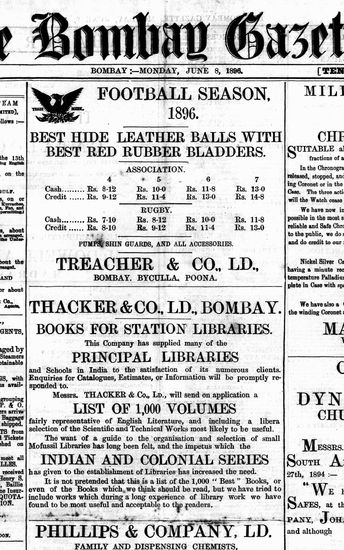 e Bombay Gazet
BOMBAY :—MONDAY, JUNE 8, 1896.
[TEN
FOOTBALL SEASON,
1896.
BEST HIDE LEATHER BALLS WITH
BEST RED RUBBER BLADDERS.
ASSOCIATION.
4 5 6 7
Cash......... Rs. 8-12 Rs. 10-0 Rs. 11-8 Rs. 13-0
Credit ...... Rs. 9-12 Rs. 11-4 Rs. 13-0 Rs. 14-8
RUGBY.
Cash......... Rs. 7-10 Rs. 8-12 Rs. 10-0 Rs. 11-8
Credit ...... Rs. 8-10 Rs. 9-12 Rs. 11-4 Rs. 13-0
PUMPS, SHIN GUARDS, AND ALL ACCESSORIES.
TREACHER & CO., LD.,
BOMBAY, BYCULLA, POONA.
THACKER & CO., LD., BOMBAY.
BOOKS FOR STATION LIBRARIES.
This Company has supplied many of the
PRINCIPAL LIBRARIES
and Schools in India to the satisfaction of its numerous clients.
Enquiries for Catalogues, Estimates, or Information will be promptly re-
sponded to.
Messrs. THACKER & Co., LD., will send on application a
LIST OF 1,000 VOLUMES
fairly representative of English Literature, and including a libera
selection of the Scientific and Technical Works most likely to be useful.
The want of a guide to the organisation and selection of small
Mofussil Libraries has long been felt, and the impetus which the
INDIAN AND COLONIAL SERIES
has given to the establishment of Libraries has increased the need.
It is not pretended that this is a list of the 1,000 "Best" Books, or
even of the Books which, we think should be read, but we have tried to
include works which during a long experience of library work we have
found to be most useful and acceptable to the readers.
PHILLIPS & COMPANY, LD.
FAMILY AND DISPENSING CHEMISTS,
MILI
CHR
SUITABLE al
fractions of a
In the Chronogra
released, stopped, and
ing Coronet or in the
Case. The three acti
will the Watch cease
We have now i
possible in the most
reliable and Safe Chro
to the public, we do
and do credit to our
Nickel Silver C
having a minute rec
temperature Palladiu
plete in Case with sp
We have also a
the winding Coronet a
MA
C
DYN
CHU
MESSRS.
SOUTH A
27th, 1894 :—
"WE H
SAFES, at t
PANY, JOH
and although